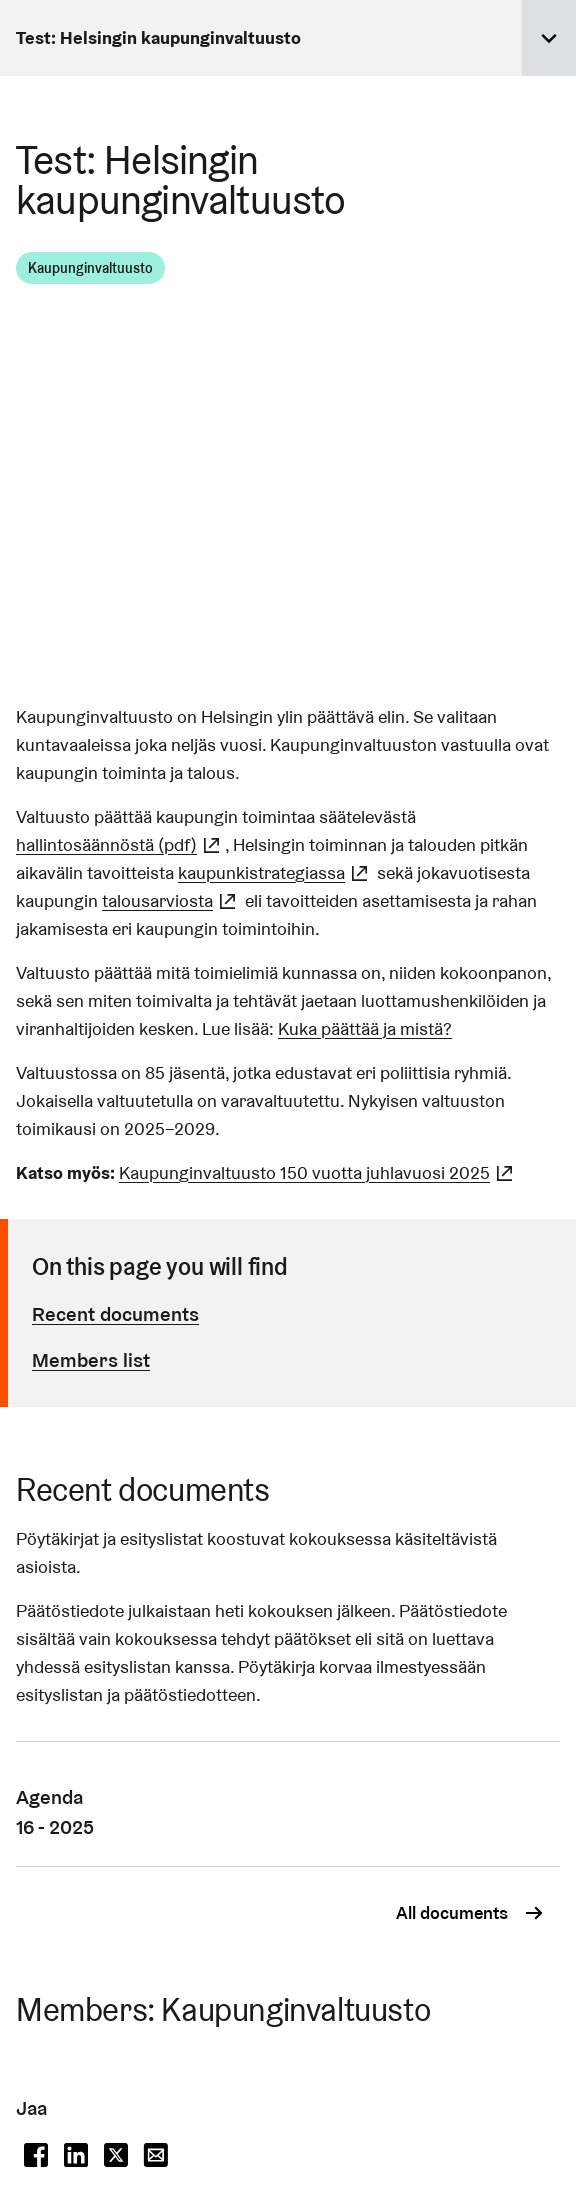 Test: Helsingin kaupunginvaltuusto
Test: Helsingin
kaupunginvaltuusto
Kaupunginvaltuusto
Kaupunginvaltuusto on Helsingin ylin päättävä elin. Se valitaan
kuntavaaleissa joka neljäs vuosi. Kaupunginvaltuuston vastuulla ovat
kaupungin toiminta ja talous.
Valtuusto päättää kaupungin toimintaa säätelevästä
hallintosäännöstä (pdf) , Helsingin toiminnan ja talouden pitkän
aikavälin tavoitteista kaupunkistrategiassa sekä jokavuotisesta
kaupungin talousarviosta eli tavoitteiden asettamisesta ja rahan
jakamisesta eri kaupungin toimintoihin.
Valtuusto päättää mitä toimielimiä kunnassa on, niiden kokoonpanon,
sekä sen miten toimivalta ja tehtävät jaetaan luottamushenkilöiden ja
viranhaltijoiden kesken. Lue lisää: Kuka päättää ja mistä?
Valtuustossa on 85 jäsentä, jotka edustavat eri poliittisia ryhmiä.
Jokaisella valtuutetulla on varavaltuutettu. Nykyisen valtuuston
toimikausi on 2025–2029.
Katso myös: Kaupunginvaltuusto 150 vuotta juhlavuosi 2025
On this page you will find
Recent documents
Members list
Recent documents
Pöytäkirjat ja esityslistat koostuvat kokouksessa käsiteltävistä
asioista.
Päätöstiedote julkaistaan heti kokouksen jälkeen. Päätöstiedote
sisältää vain kokouksessa tehdyt päätökset eli sitä on luettava
yhdessä esityslistan kanssa. Pöytäkirja korvaa ilmestyessään
esityslistan ja päätöstiedotteen.
Agenda
16 - 2025
All documents
Members: Kaupunginvaltuusto
Jaa